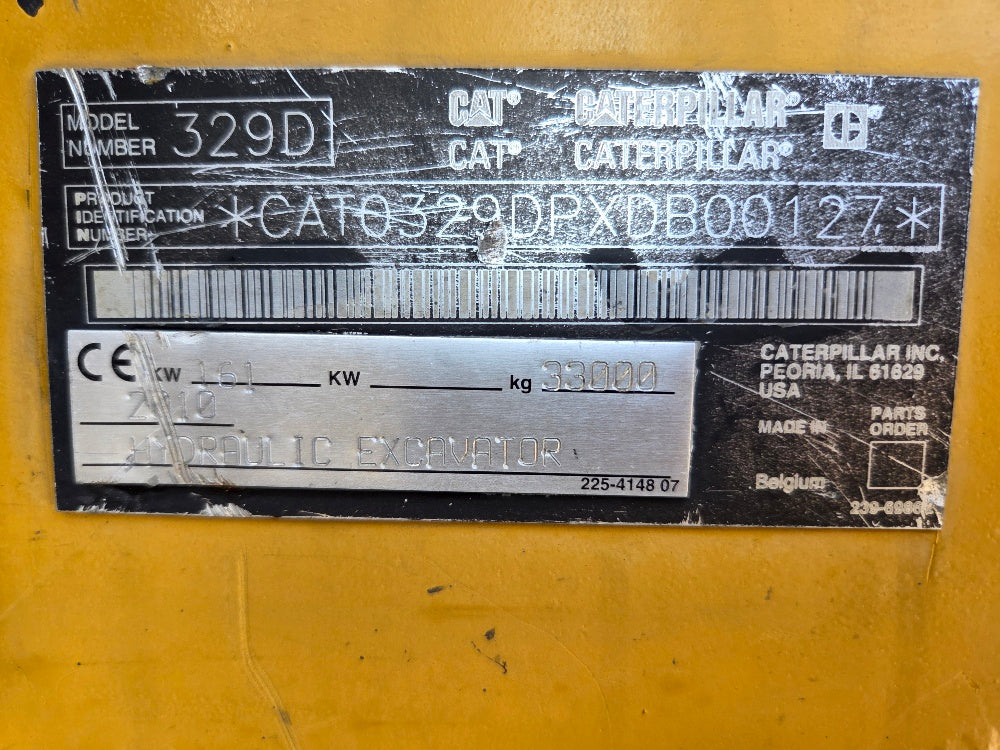 MODEL NUMBER 329D
CAT® CATERPILLAR®
CAT® CATERPILLAR®
PRODUCT
IDENTIFICATION
NUMBER
*CAT0329DPXDB00127*
CE KW 161 KW kg 33000
2010
HYDRAULIC EXCAVATOR
225-4148 07
CATERPILLAR INC.
PEORIA, IL 61629
USA
MADE IN
Belgium
PARTS
ORDER